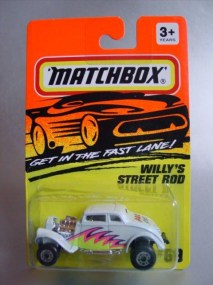 3+
YEARS
MATCHBOX
GET IN THE FAST LANE!
WILLY'S
STREET ROD